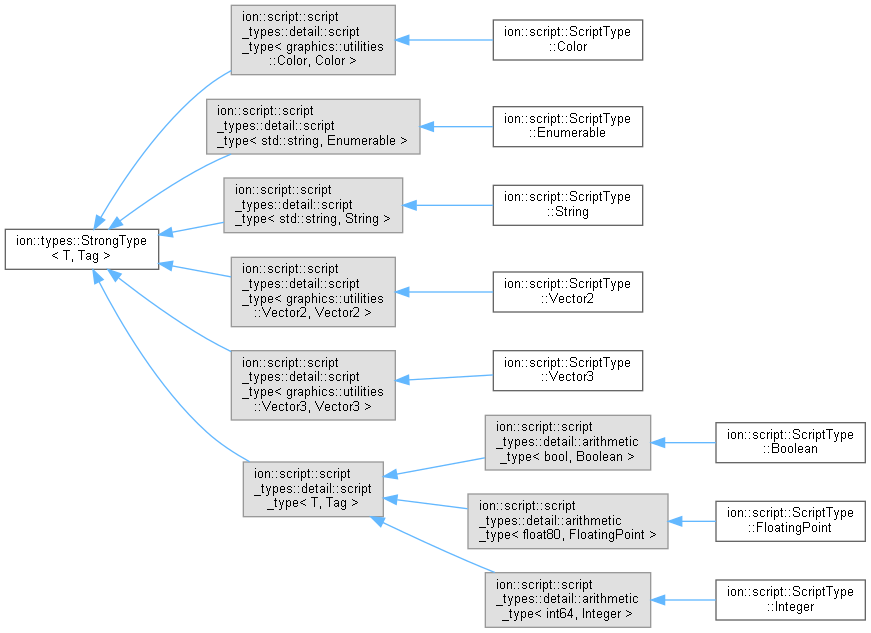 ion::script::script
_types::detail::script
_type< graphics::utilities
::Color, Color >
ion::script::ScriptType
::Color
ion::script::script
_types::detail::script
_type< std::string, Enumerable >
ion::script::ScriptType
::Enumerable
ion::script::script
_types::detail::script
_type< std::string, String >
ion::script::ScriptType
::String
ion::types::StrongType
< T, Tag >
ion::script::script
_types::detail::script
_type< graphics::utilities
::Vector2, Vector2 >
ion::script::ScriptType
::Vector2
ion::script::script
_types::detail::script
_type< graphics::utilities
::Vector3, Vector3 >
ion::script::ScriptType
::Vector3
ion::script::script
_types::detail::script
_type< T, Tag >
ion::script::script
_types::detail::arithmetic
_type< bool, Boolean >
ion::script::ScriptType
::Boolean
ion::script::script
_types::detail::arithmetic
_type< float80, FloatingPoint >
ion::script::ScriptType
::FloatingPoint
ion::script::script
_types::detail::arithmetic
_type< int64, Integer >
ion::script::ScriptType
::Integer